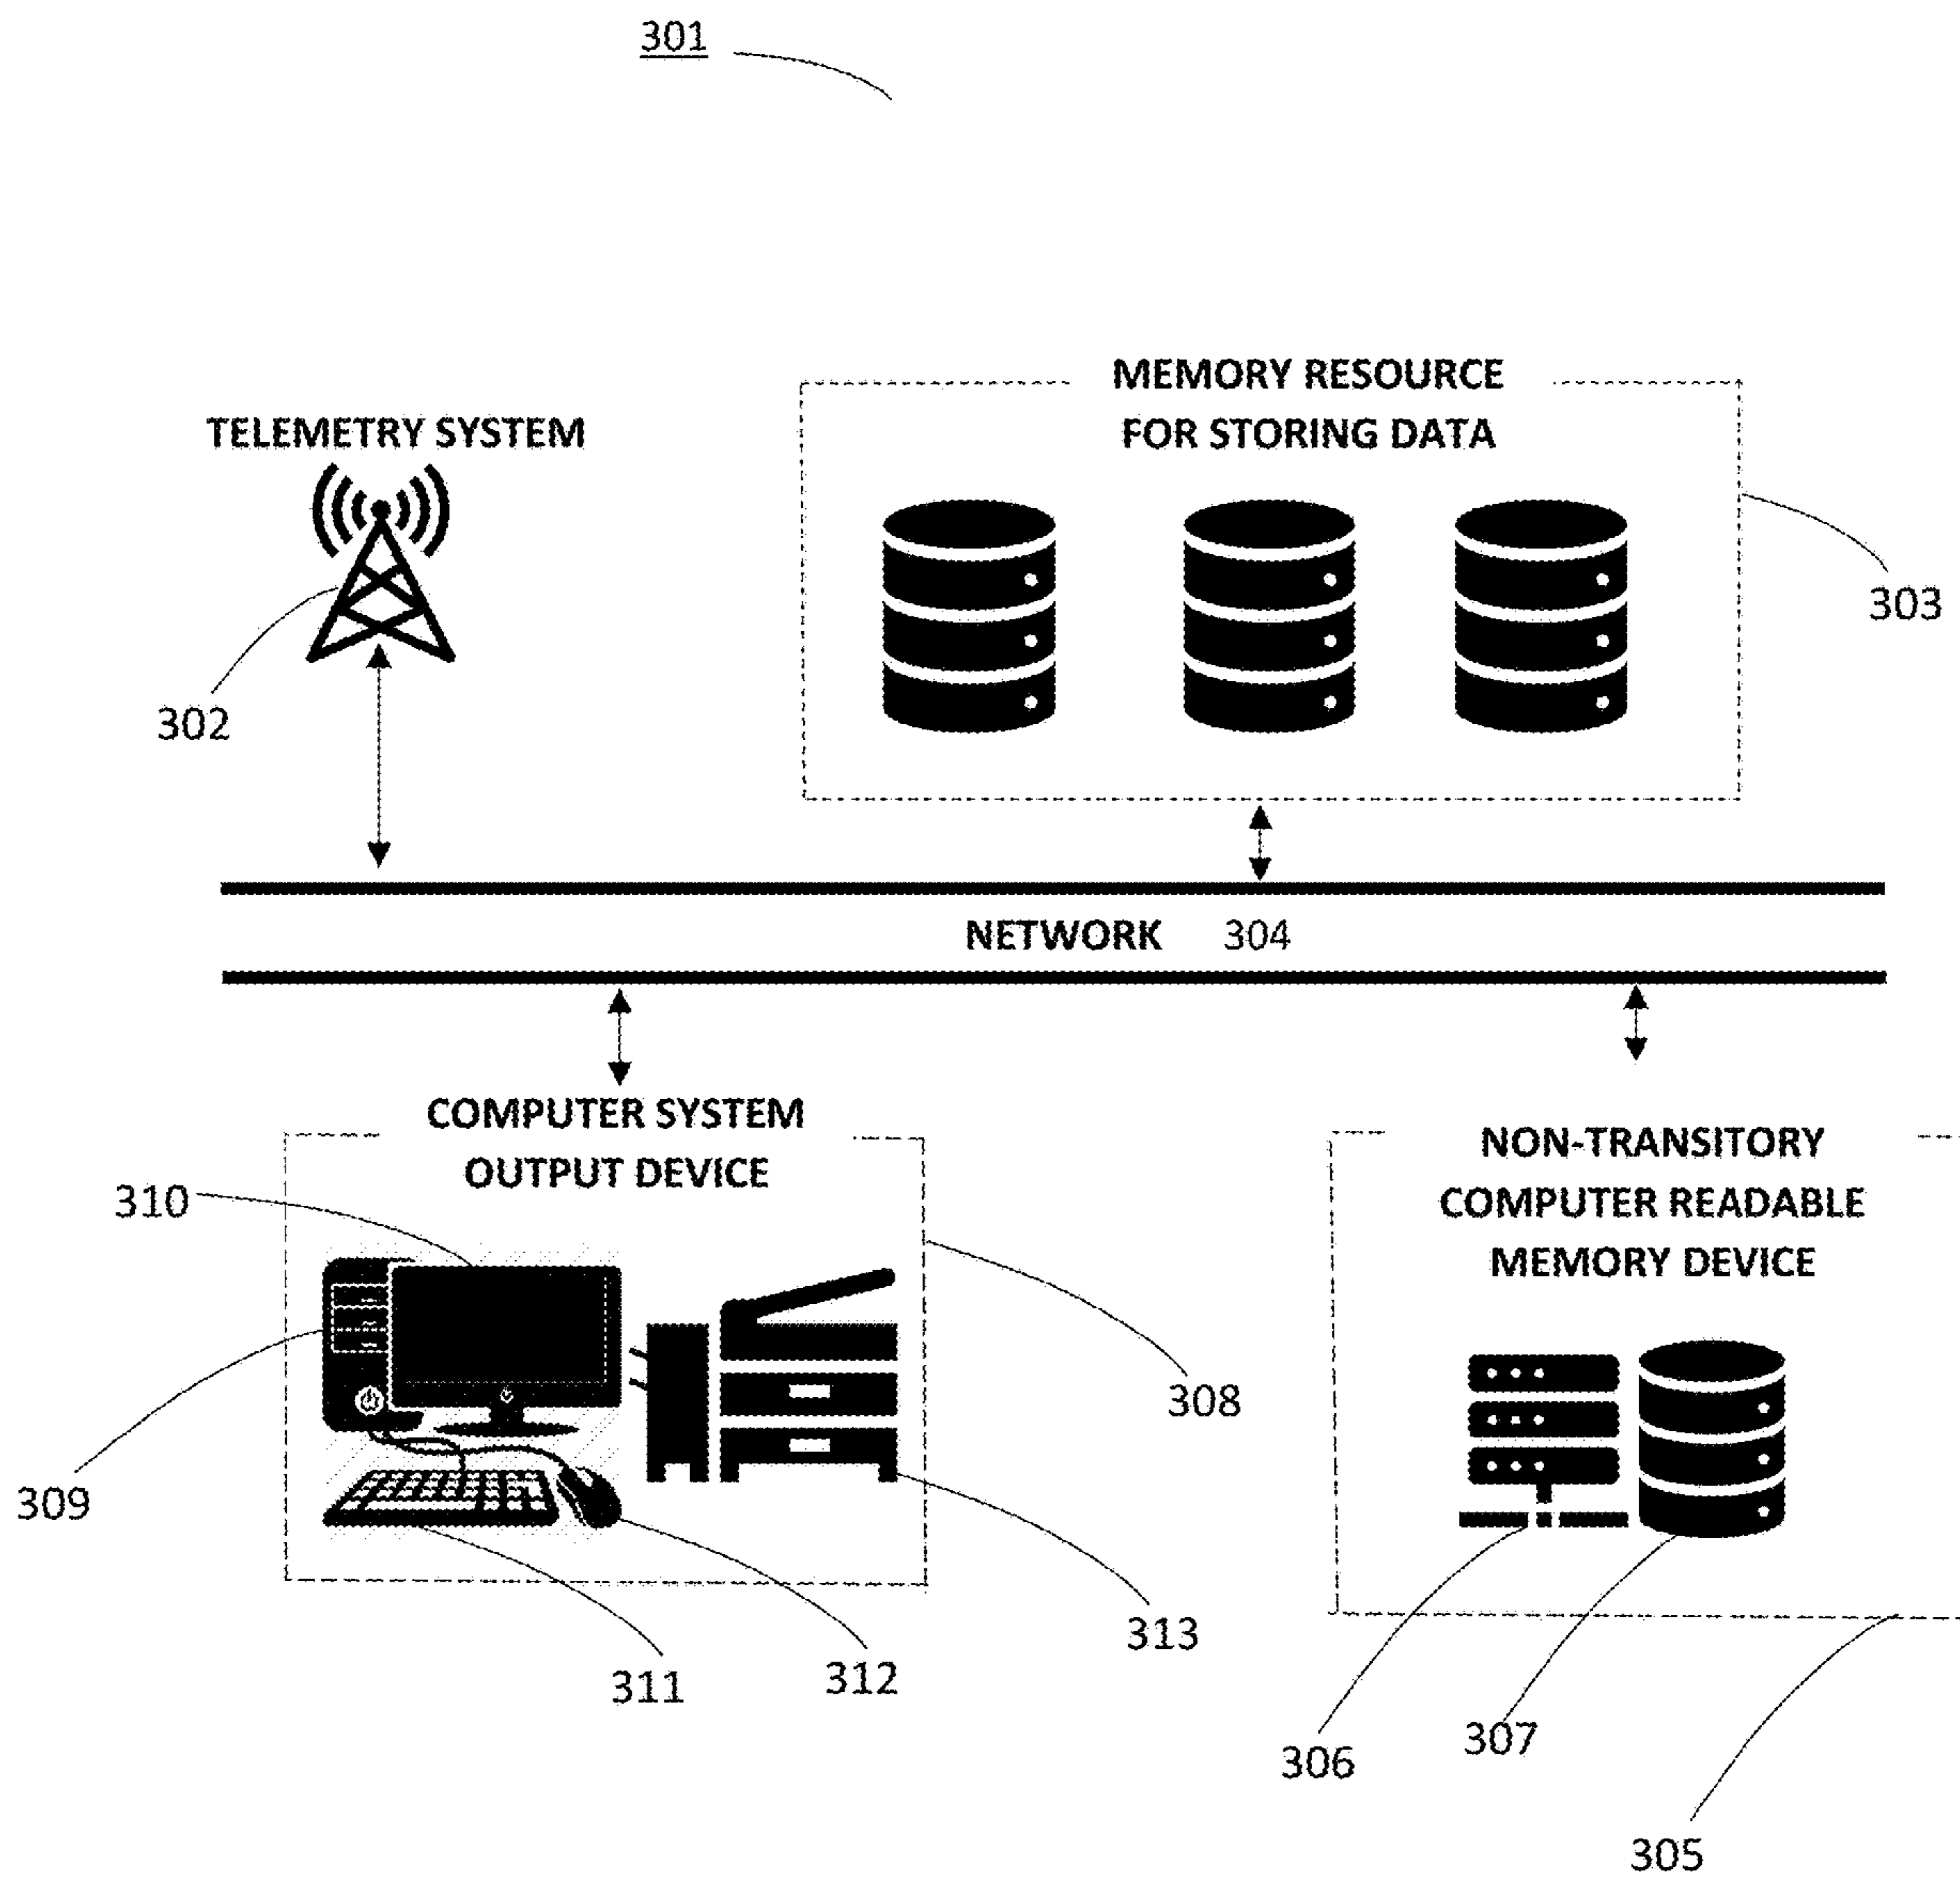 301
MEMORY RESOURCE
FOR STORING DATA
TELEMETRY SYSTEM
303
302
NETWORK 304
COMPUTER SYSTEM
OUTPUT DEVICE
NON-TRANSITORY
COMPUTER READABLE
MEMORY DEVICE
310
308
309
313
311
312
306
307
305